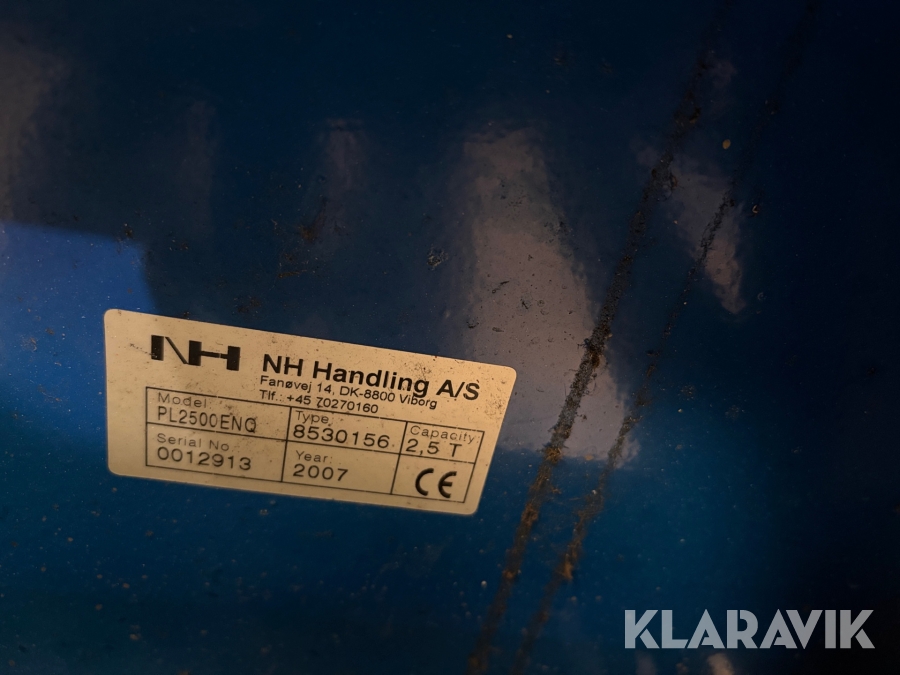 NH NH Handling A/S
Fanøvej 14, DK-8800 Viborg
Tlf.: +45 70270160
Model: Type: Capacity:
PL2500ENQ 8530156 2,5 T
Serial No: Year:
0012913 2007 CE
KLARAVIK